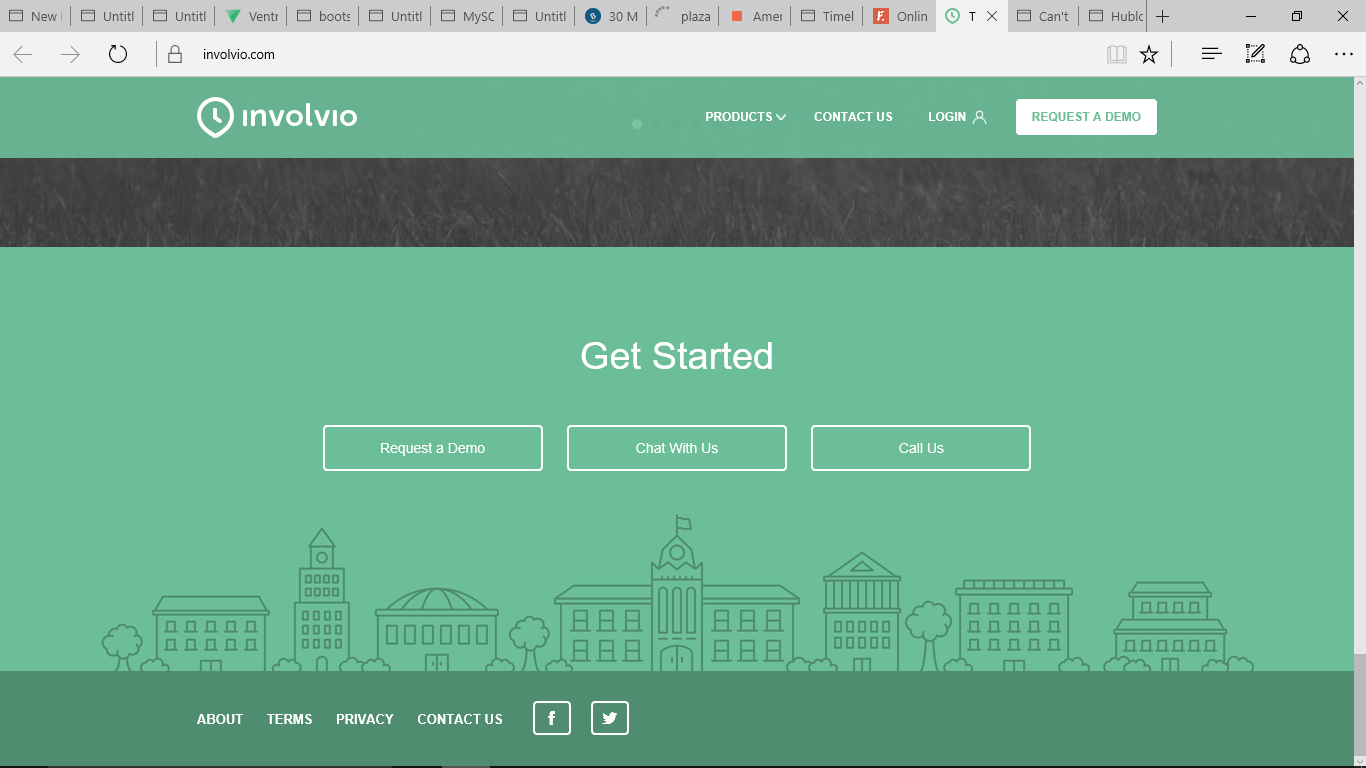 New Untitl Untitl Ventr boots Untitl MySC Untitl 30 M plaza Amer Timel Onlin T Can't Hublo
involvio.com
involvio PRODUCTS CONTACT US LOGIN REQUEST A DEMO
Get Started
Request a Demo Chat With Us Call Us
ABOUT TERMS PRIVACY CONTACT US